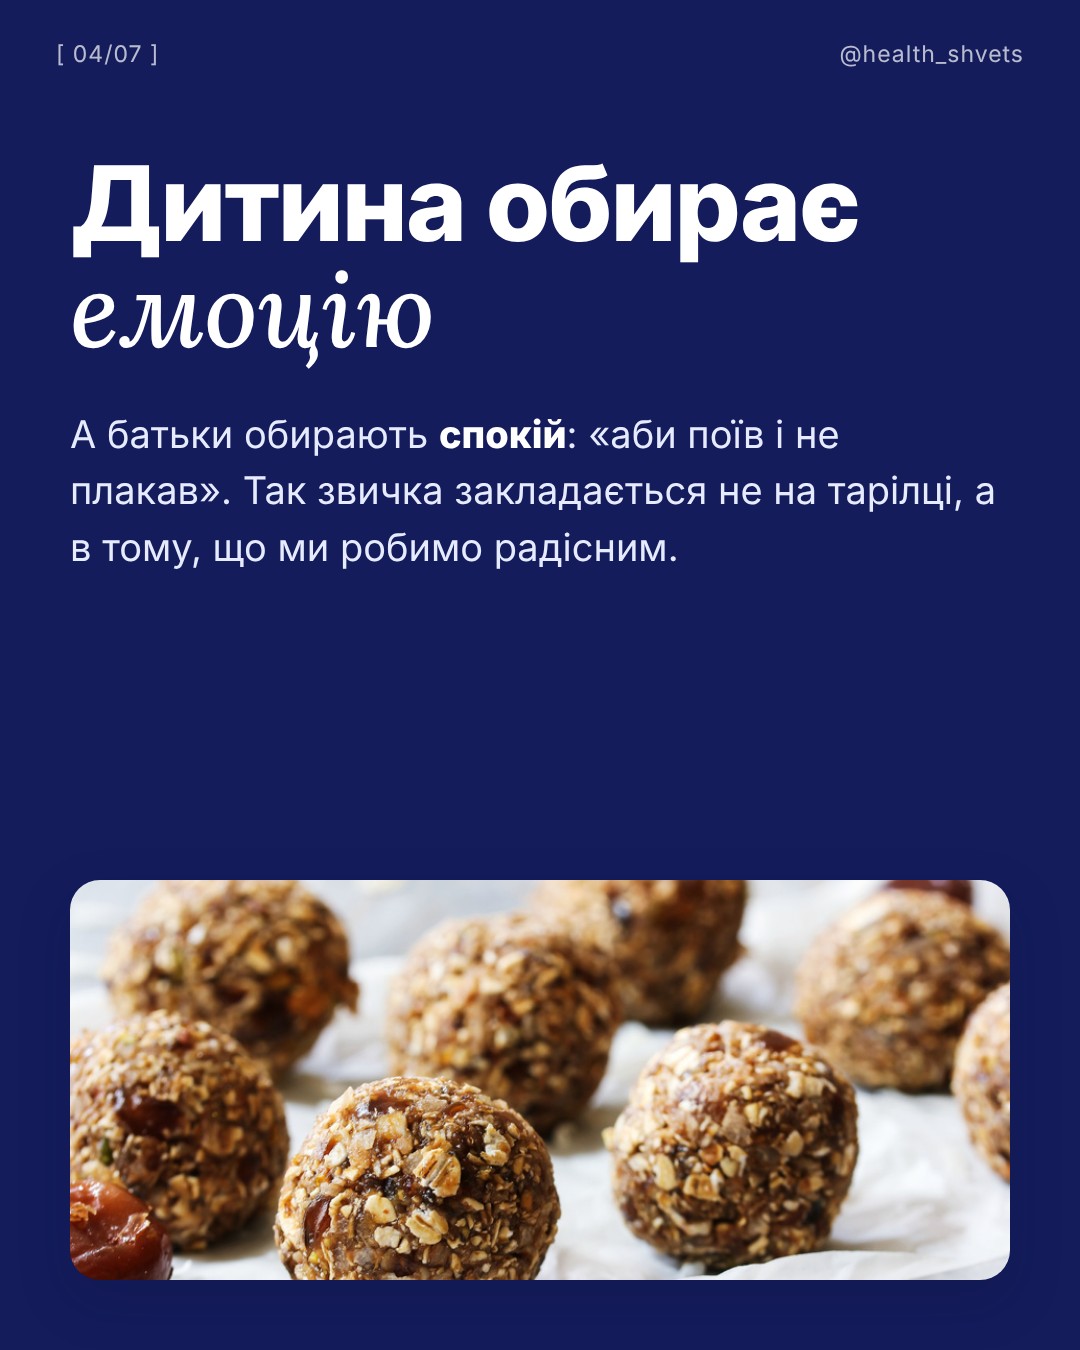 [ 04/07 ]
@health_shvets
Дитина обирає
емоцію
А батьки обирають спокій: «аби поїв і не
плакав». Так звичка закладається не на тарілці, а
в тому, що ми робимо радісним.